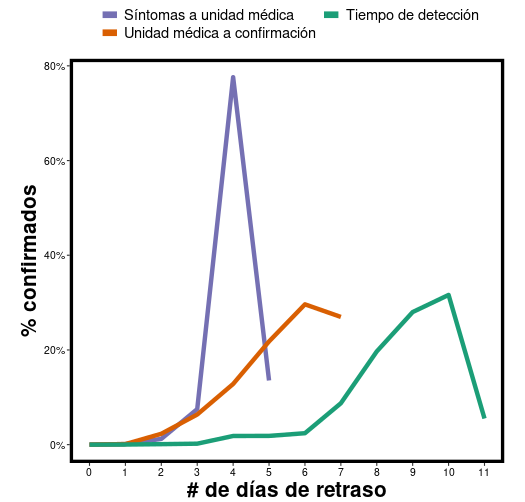 Síntomas a unidad médica
Tiempo de detección
Unidad médica a confirmación
80%
60%
40%
20%
0%
% confirmados
0 1 2 3 4 5 6 7 8 9 10 11
# de días de retraso